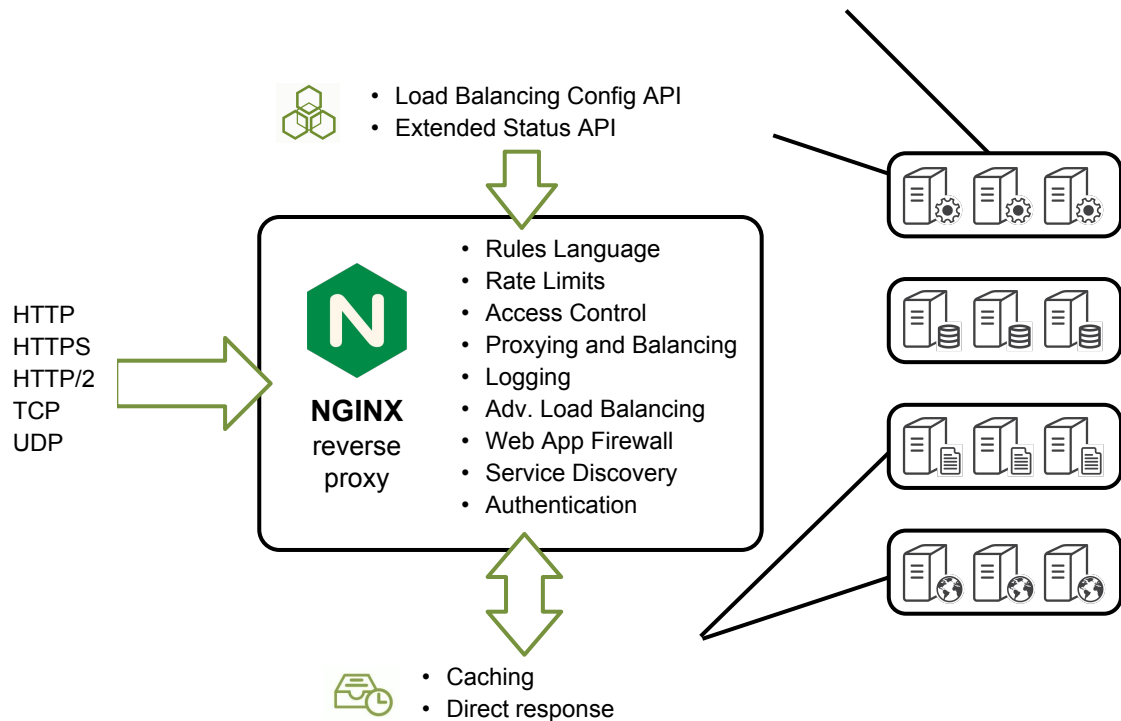 • Load Balancing Config API
• Extended Status API
HTTP
HTTPS
HTTP/2
TCP
UDP
N
NGINX
reverse
proxy
• Rules Language
• Rate Limits
• Access Control
• Proxying and Balancing
• Logging
• Adv. Load Balancing
• Web App Firewall
• Service Discovery
• Authentication
• Caching
• Direct response